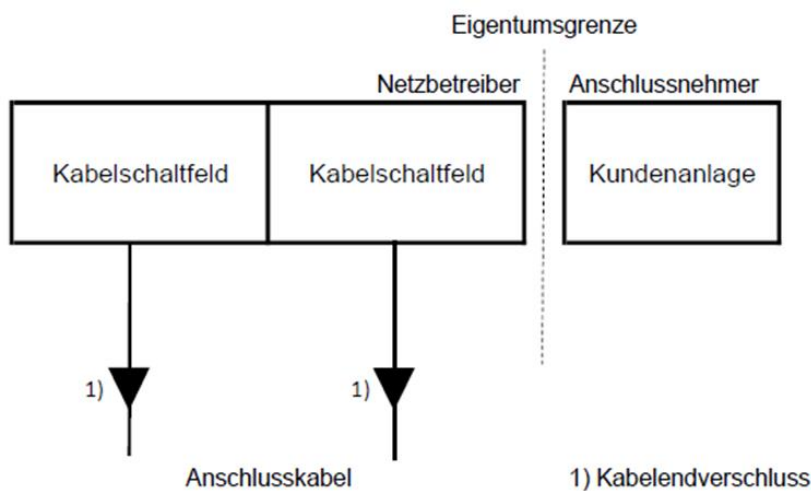 Eigentumsgrenze
Netzbetreiber
Anschlussnehmer
Kabelschaltfeld
Kabelschaltfeld
Kundenanlage
1)
1)
Anschlusskabel
1) Kabelendverschluss